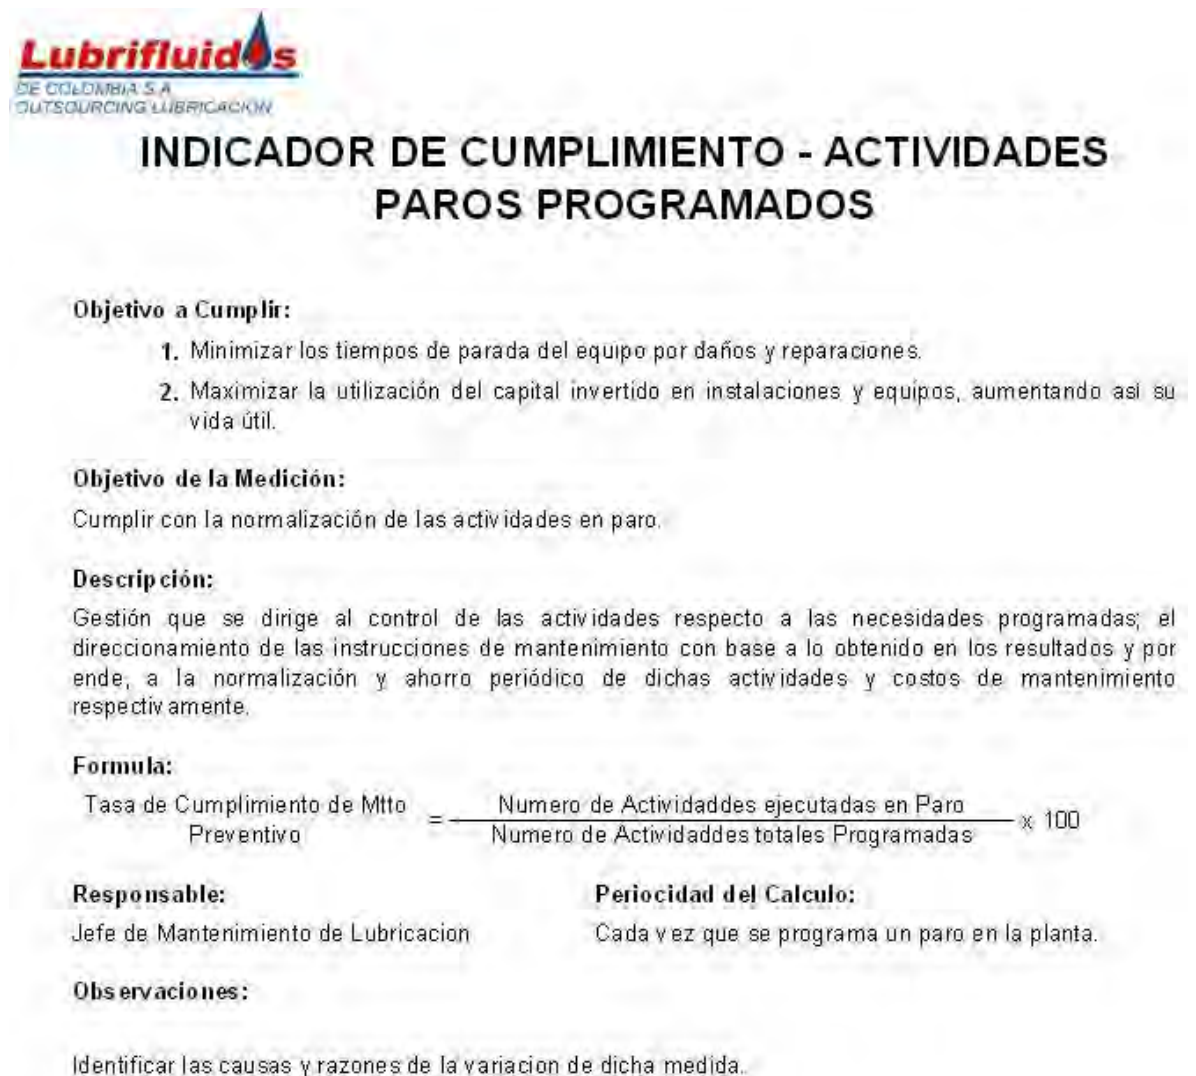 Lubrifluidos
DE COLOMBIA S.A
OUTSOURCING LUBRICACION
INDICADOR DE CUMPLIMIENTO - ACTIVIDADES
PAROS PROGRAMADOS
Objetivo a Cumplir:
1. Minimizar los tiempos de parada del equipo por daños y reparaciones.
2. Maximizar la utilización del capital invertido en instalaciones y equipos, aumentando así su
vida útil.
Objetivo de la Medición:
Cumplir con la normalización de las actividades en paro.
Descripción:
Gestión que se dirige al control de las actividades respecto a las necesidades programadas; el
direccionamiento de las instrucciones de mantenimiento con base a lo obtenido en los resultados y por
ende, a la normalización y ahorro periódico de dichas actividades y costos de mantenimiento
respectivamente.
Formula:
Tasa de Cumplimiento de Mtto
Preventivo
=
Numero de Actividaddes ejecutadas en Paro
Numero de Actividaddes totales Programadas
x 100
Responsable:
Jefe de Mantenimiento de Lubricacion
Periocidad del Calculo:
Cada vez que se programa un paro en la planta.
Observaciones:
Identificar las causas y razones de la variacion de dicha medida.